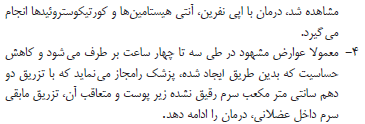 مشاهده شد، درمان با اپی نفرین، آنتی هیستامین‌ها و کورتیکوستروئیدها انجام
می‌گیرد.
۴– معمولا عوارض مشهود در طی سه تا چهار ساعت بر طرف می‌شود و کاهش
حساسیت که بدین طریق ایجاد شده، پزشک رامجاز می‌نماید که با تزریق دو
دهم سانتی متر مکعب سرم رقیق نشده زیر پوست و متعاقب آن، تزریق مابقی
سرم داخل عضلانی، درمان را ادامه دهد.